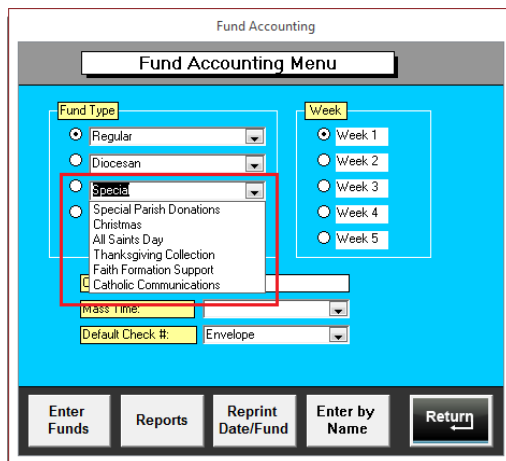 Fund Accounting
Fund Accounting Menu
Fund Type
Regular
Diocesan
Special
Special Parish Donations
Christmas
All Saints Day
Thanksgiving Collection
Faith Formation Support
Catholic Communications
Week
Week 1
Week 2
Week 3
Week 4
Week 5
Mass Time:
Default Check #:
Envelope
Enter
Funds
Reports
Reprint
Date/Fund
Enter by
Name
Return